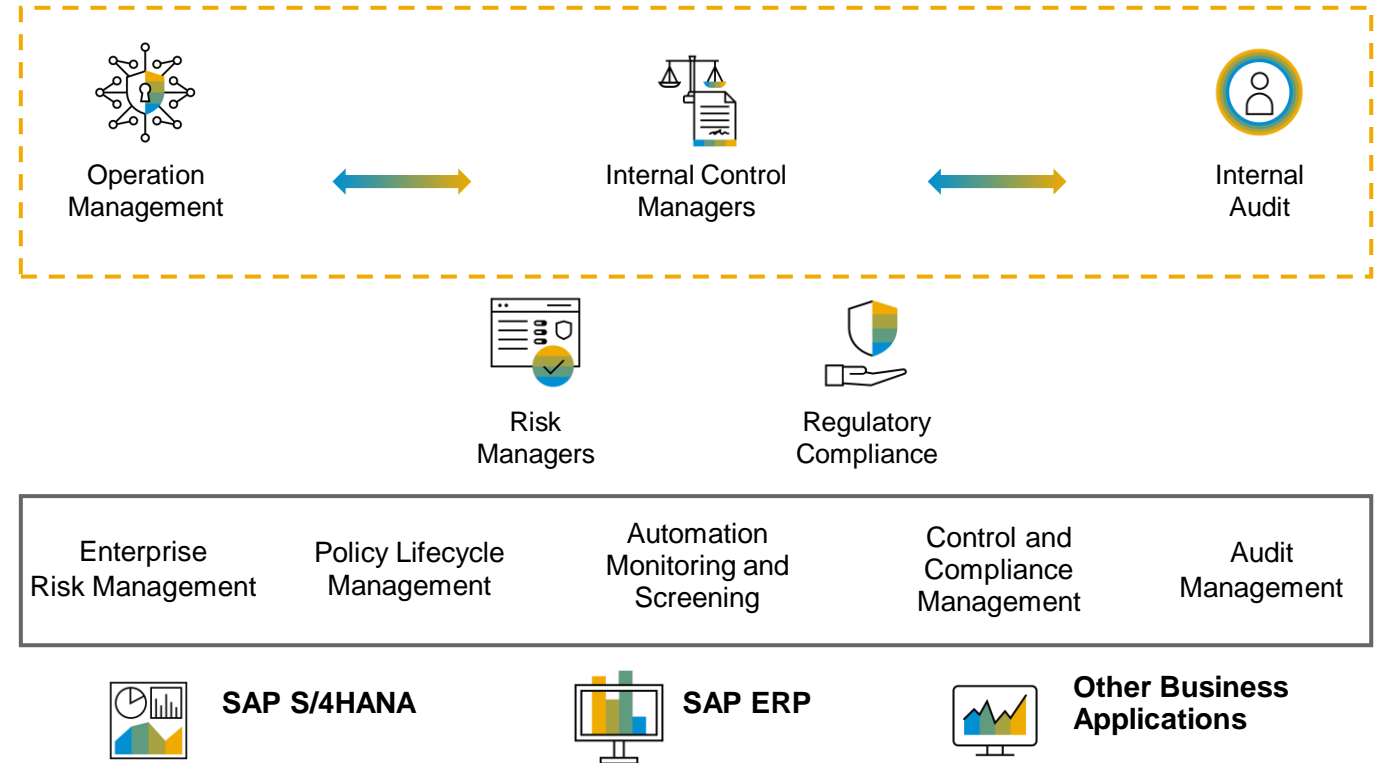 Operation
Management
Internal Control
Managers
Internal
Audit
Risk
Managers
Regulatory
Compliance
Enterprise
Risk Management
Policy Lifecycle
Management
Automation
Monitoring and
Screening
Control and
Compliance
Management
Audit
Management
SAP S/4HANA
SAP ERP
Other Business
Applications